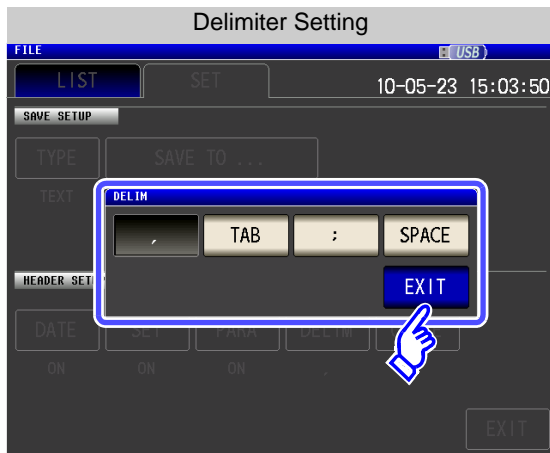 Delimiter Setting
FILE
USB
LIST
SET
10-05-23 15:03:50
SAVE SETUP
TYPE
SAVE TO ...
TEXT
DELIM
,
TAB
;
SPACE
EXIT
HEADER SET
DATE
SET
PARA
DELIM
ON
ON
ON
,
EXIT